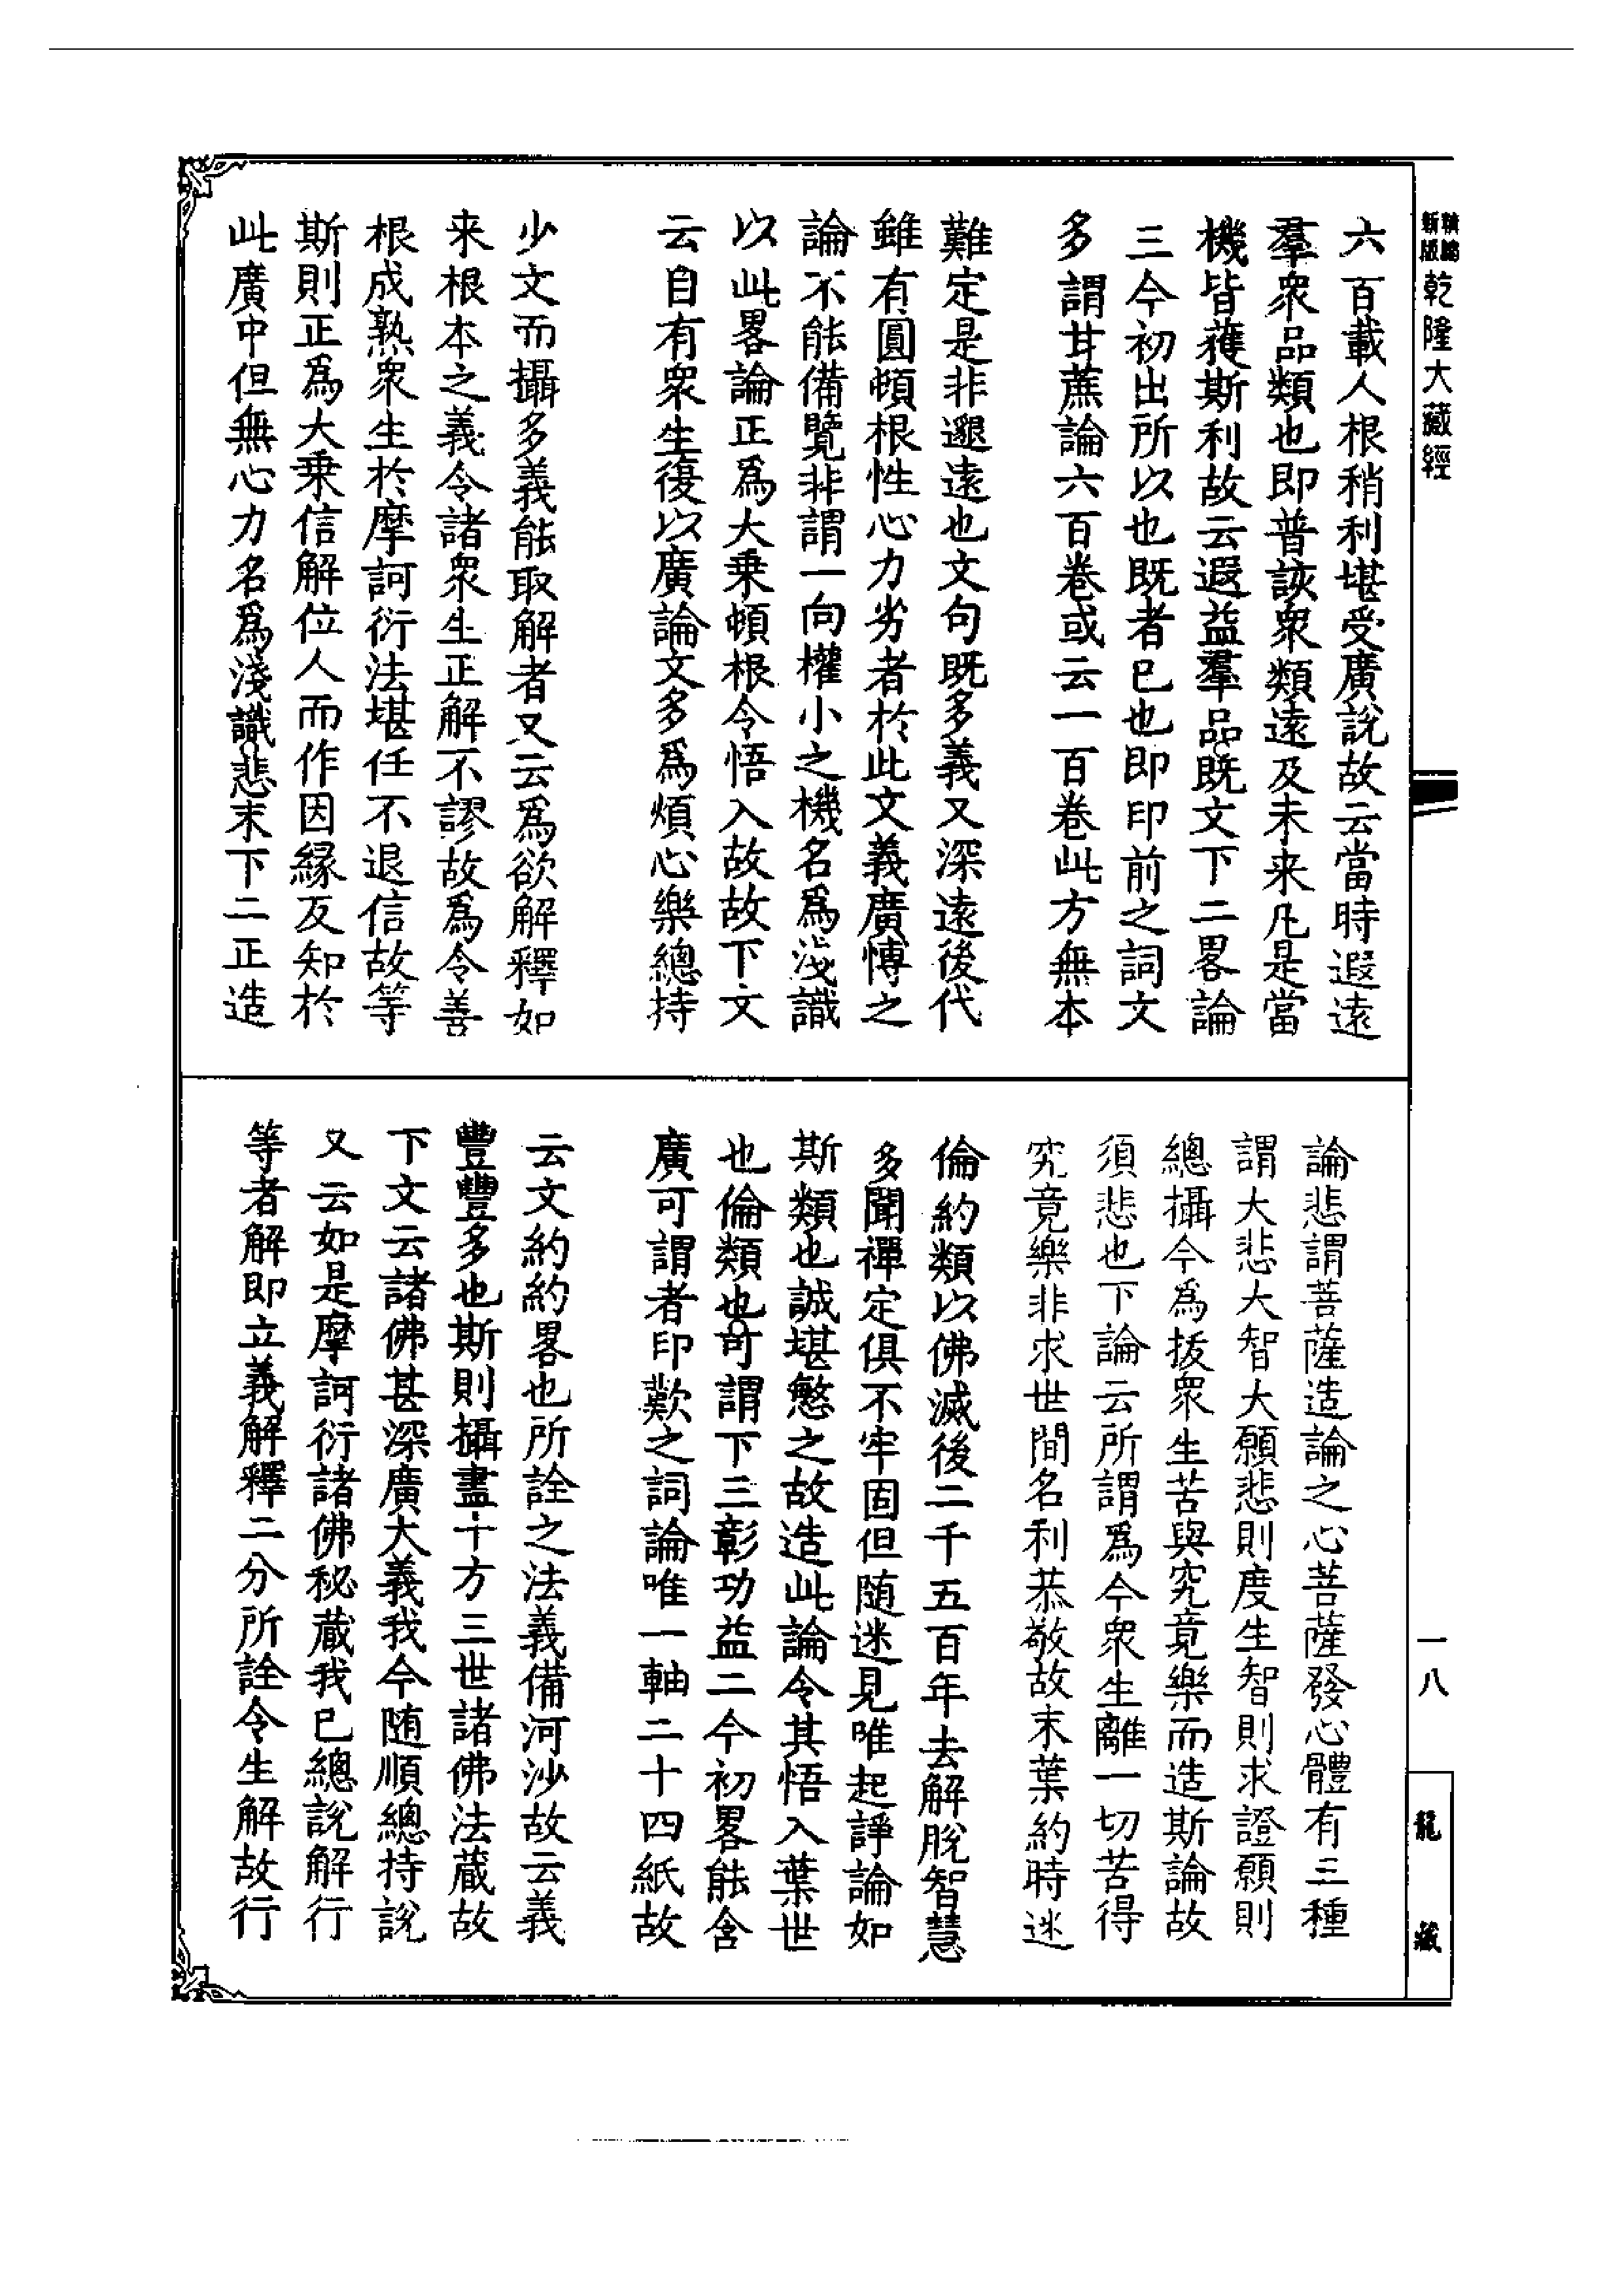 新版
精編
乾隆大藏經
六百載人根稍利堪受廣説故云當時遐遠
羣衆品類也即普該衆類遠及未来凡是當
機皆獲斯利故云遐益羣品既文下二畧論
三今初出所以也既者已也即印前之詞文
多謂甘蔗論六百卷或云一百卷此方無本
難定是非邈遠也文句既多義又深遠後代
雖有圓頓根性心力劣者於此文義廣愽之
論不能備覽非謂一向權小之機名爲淺識
以此畧論正爲大乗頓根令悟入故故下文
云自有衆生復以廣論文多爲煩心樂總持
少文而攝多義能取解者又云爲欲解釋如
来根本之義令諸衆生正解不謬故爲令善
根成熟衆生於摩訶衍法堪任不退信故等
斯則正爲大乗信解位人而作因緣反知於
此廣中但無心力名爲淺識悲末下二正造
論悲謂菩薩造論之心菩薩發心體有三種
謂大悲大智大願悲則度生智則求證願則
總攝今爲拔衆生苦與究竟樂而造斯論故
須悲也下論云所謂爲令衆生離一切苦得
究竟樂非求世間名利恭敬故末葉約時迷
倫約類以佛滅後二千五百年去解脫智慧
多聞禪定俱不牢固但随迷見唯起諍論如
斯類也誠堪愍之故造此論令其悟入葉世
也倫類也可謂下三彰功益二今初畧能含
廣可謂者印歎之詞論唯一軸二十四紙故
云文約約畧也所詮之法義備河沙故云義
豐豐多也斯則攝盡十方三世諸佛法蔵故
下文云諸佛甚深廣大義我今随順總持說
又云如是摩訶衍諸佛秘蔵我已總說解行
等者解即立義解釋二分所詮令生解故行
一八
龍藏